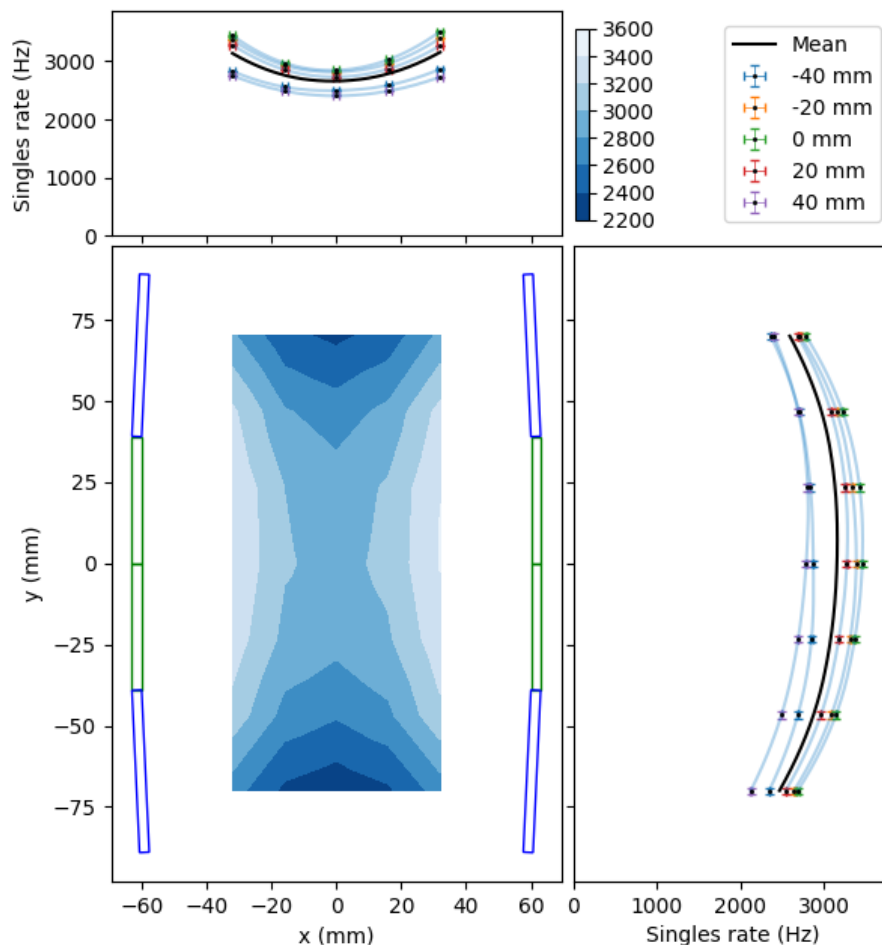 Singles rate (Hz)
3000
2000
1000
0
3600
3400
3200
3000
2800
2600
2400
2200
Mean
-40 mm
-20 mm
0 mm
20 mm
40 mm
y (mm)
75
50
25
0
−25
−50
−75
−60 −40 −20 0 20 40 60
x (mm)
0 1000 2000 3000
Singles rate (Hz)